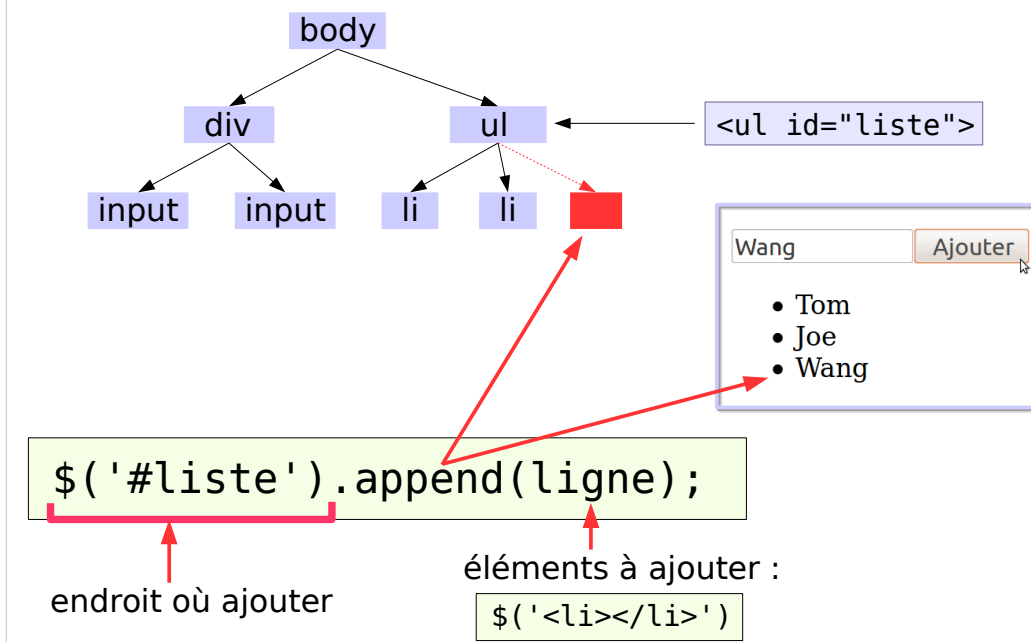 body
div
ul
<ul id="liste">
input
input
li
li
Wang
Ajouter
Tom
Joe
Wang
$('#liste').append(ligne);
endroit où ajouter
éléments à ajouter :
$('<li></li>')